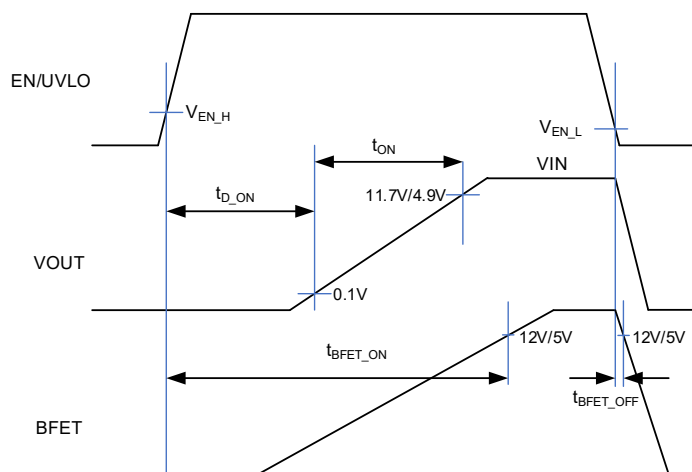 EN/UVLO
V_EN_H
V_EN_L
t_ON
VIN
t_D_ON
11.7V/4.9V
VOUT
0.1V
12V/5V
12V/5V
t_BFET_ON
t_BFET_OFF
BFET